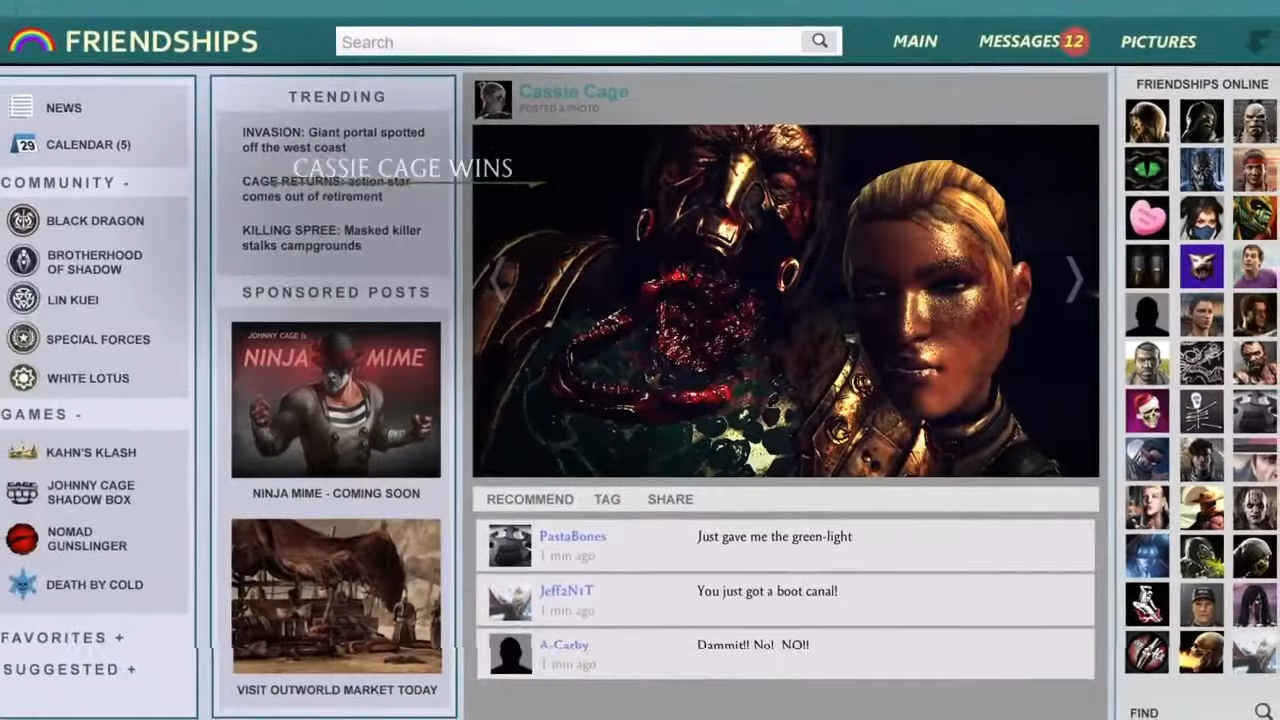 FRIENDSHIPS
Search
MAIN
MESSAGES 12
PICTURES
NEWS
29
CALENDAR (5)
COMMUNITY -
BLACK DRAGON
BROTHERHOOD
OF SHADOW
LIN KUEI
SPECIAL FORCES
WHITE LOTUS
GAMES -
KAHN'S KLASH
JOHNNY CAGE
SHADOW BOX
NOMAD
GUNSLINGER
DEATH BY COLD
FAVORITES +
SUGGESTED +
TRENDING
INVASION: Giant portal spotted
off the west coast
CASSIE CAGE WINS
CAGE RETURNS: action star
comes out of retirement
KILLING SPREE: Masked killer
stalks campgrounds
SPONSORED POSTS
JOHNNY CAGE Is
NINJA MIME
NINJA MIME - COMING SOON
VISIT OUTWORLD MARKET TODAY
Cassie Cage
POSTED A PHOTO
RECOMMEND TAG SHARE
PastaBones
Just gave me the green-light
1 min ago
Jeff2N1T
You just got a boot canal!
1 min ago
A-Carby
Dammit!! No! NO!!
1 min ago
FRIENDSHIPS ONLINE
FIND